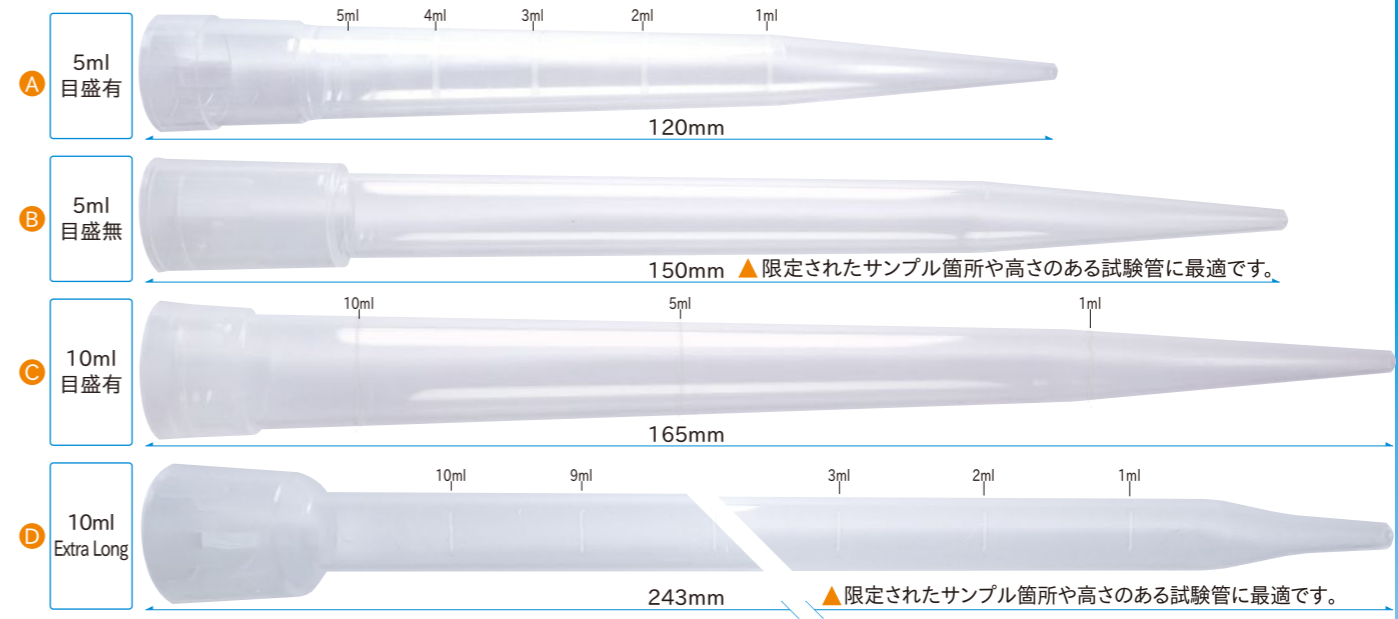 5ml 4ml 3ml 2ml 1ml
A
5ml
目盛有
120mm
B
5ml
目盛無
150mm ▲限定されたサンプル箇所や高さのある試験管に最適です。
10ml 5ml 1ml
C
10ml
目盛有
165mm
10ml 9ml 3ml 2ml 1ml
D
10ml
Extra Long
243mm ▲限定されたサンプル箇所や高さのある試験管に最適です。